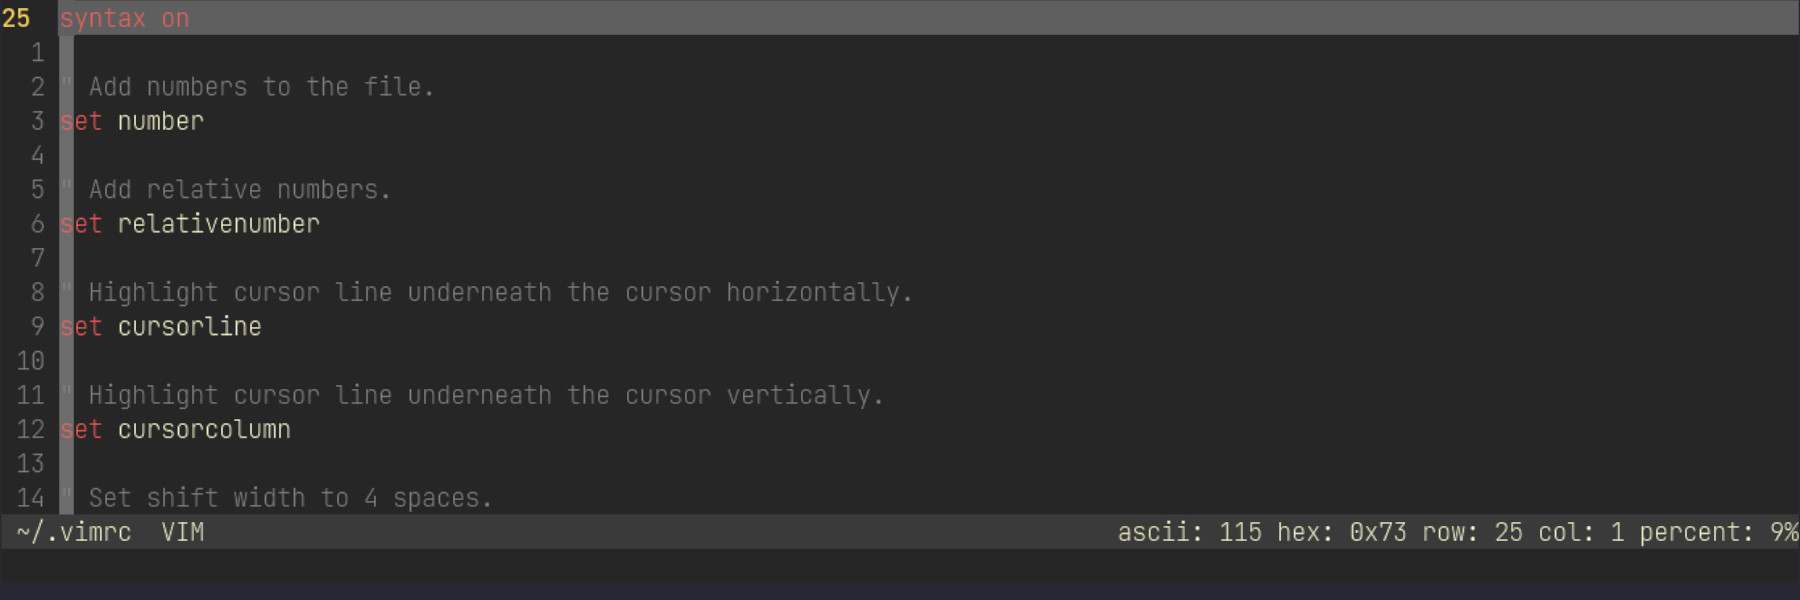 25 syntax on
1
2 " Add numbers to the file.
3 set number
4
5 " Add relative numbers.
6 set relativenumber
7
8 " Highlight cursor line underneath the cursor horizontally.
9 set cursorline
10
11 " Highlight cursor line underneath the cursor vertically.
12 set cursorcolumn
13
14 " Set shift width to 4 spaces.
~/.vimrc VIM ascii: 115 hex: 0x73 row: 25 col: 1 percent: 9%